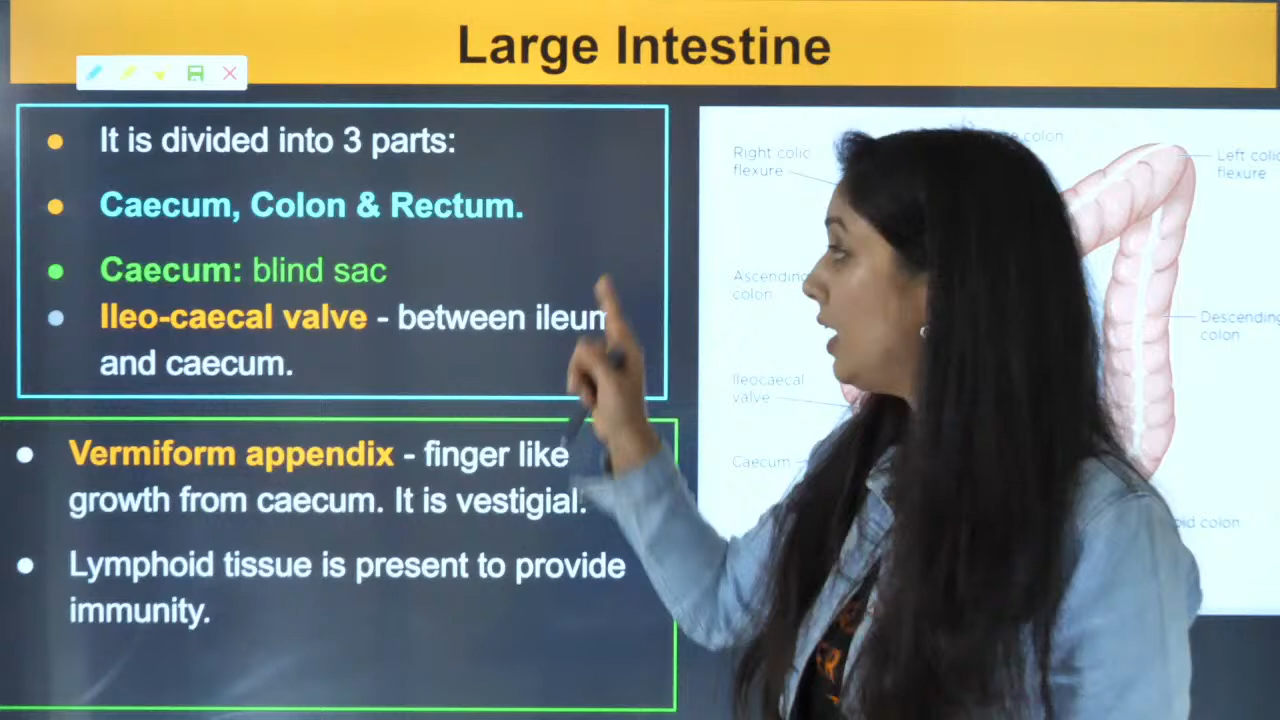 Large Intestine
It is divided into 3 parts:
Caecum, Colon & Rectum.
Caecum: blind sac
Ileo-caecal valve - between ileum
and caecum.
Vermiform appendix - finger like
growth from caecum. It is vestigial.
Lymphoid tissue is present to provide
immunity.
colon
Right colic
flexure
Left colic
flexure
Ascending
colon
Descending
colon
Ileocaecal
valve
Caecum
colon